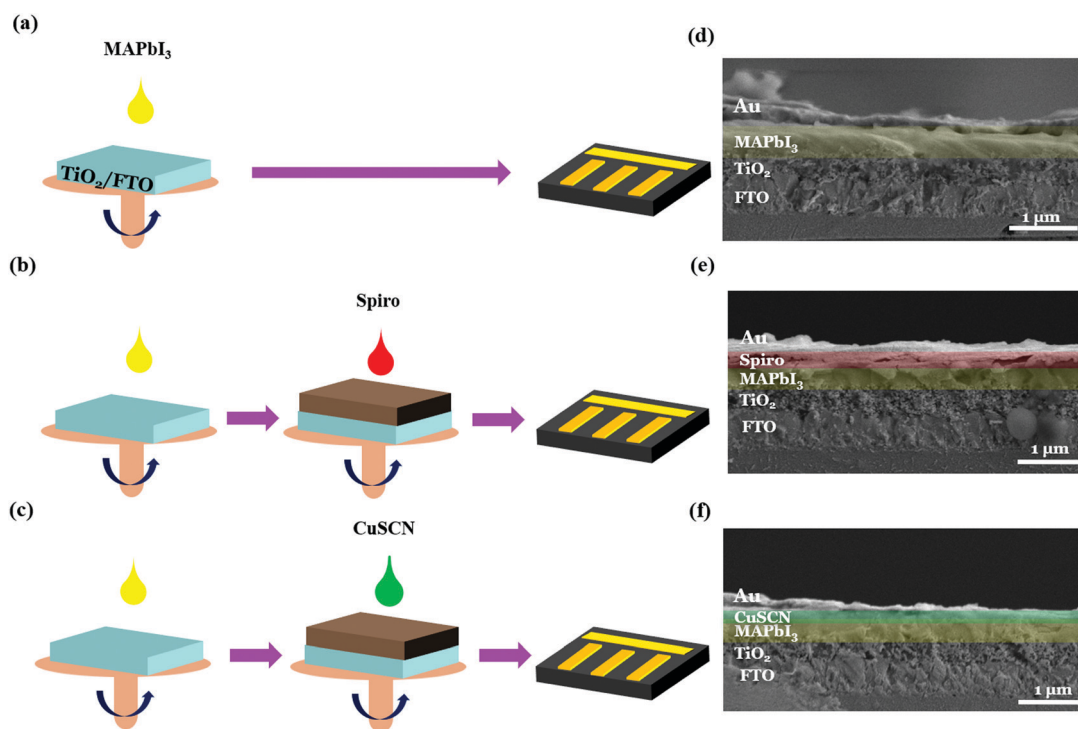 (a)
MAPbI₃
TiO₂/FTO
(b)
Spiro
(c)
CuSCN
(d)
Au
MAPbI₃
TiO₂
FTO
1 μm
(e)
Au
Spiro
MAPbI₃
TiO₂
FTO
1 μm
(f)
Au
CuSCN
MAPbI₃
TiO₂
FTO
1 μm